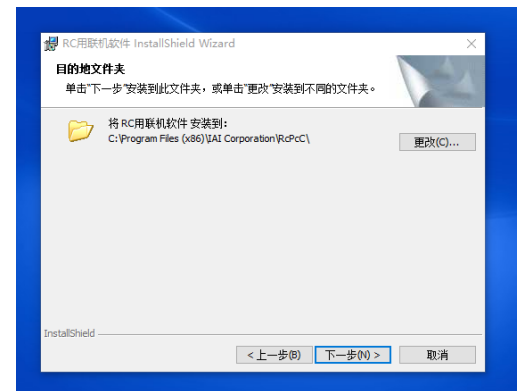 RC用联机软件 InstallShield Wizard
目的地文件夹
单击“下一步”安装到此文件夹，或单击“更改”安装到不同的文件夹。
将 RC用联机软件 安装到:
C:\Program Files (x86)\IAI Corporation\RcPcC\
更改(C)...
InstallShield
< 上一步(B)
下一步(N) >
取消